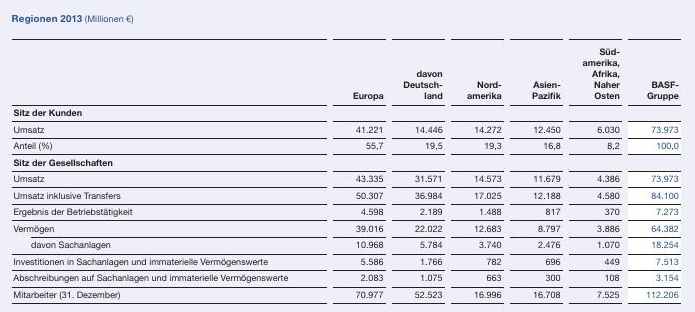 Regionen 2013 (Millionen €)
Europa davon Deutsch-land Nord-amerika Asien-Pazifik Süd-amerika, Afrika, Naher Osten BASF-Gruppe
Sitz der Kunden
Umsatz 41.221 14.446 14.272 12.450 6.030 73.973
Anteil (%) 55,7 19,5 19,3 16,8 8,2 100,0
Sitz der Gesellschaften
Umsatz 43.335 31.571 14.573 11.679 4.386 73.973
Umsatz inklusive Transfers 50.307 36.984 17.025 12.188 4.580 84.100
Ergebnis der Betriebstätigkeit 4.598 2.189 1.488 817 370 7.273
Vermögen 39.016 22.022 12.683 8.797 3.886 64.382
davon Sachanlagen 10.968 5.784 3.740 2.476 1.070 18.254
Investitionen in Sachanlagen und immaterielle Vermögenswerte 5.586 1.766 782 696 449 7.513
Abschreibungen auf Sachanlagen und immaterielle Vermögenswerte 2.083 1.075 663 300 108 3.154
Mitarbeiter (31. Dezember) 70.977 52.523 16.996 16.708 7.525 112.206